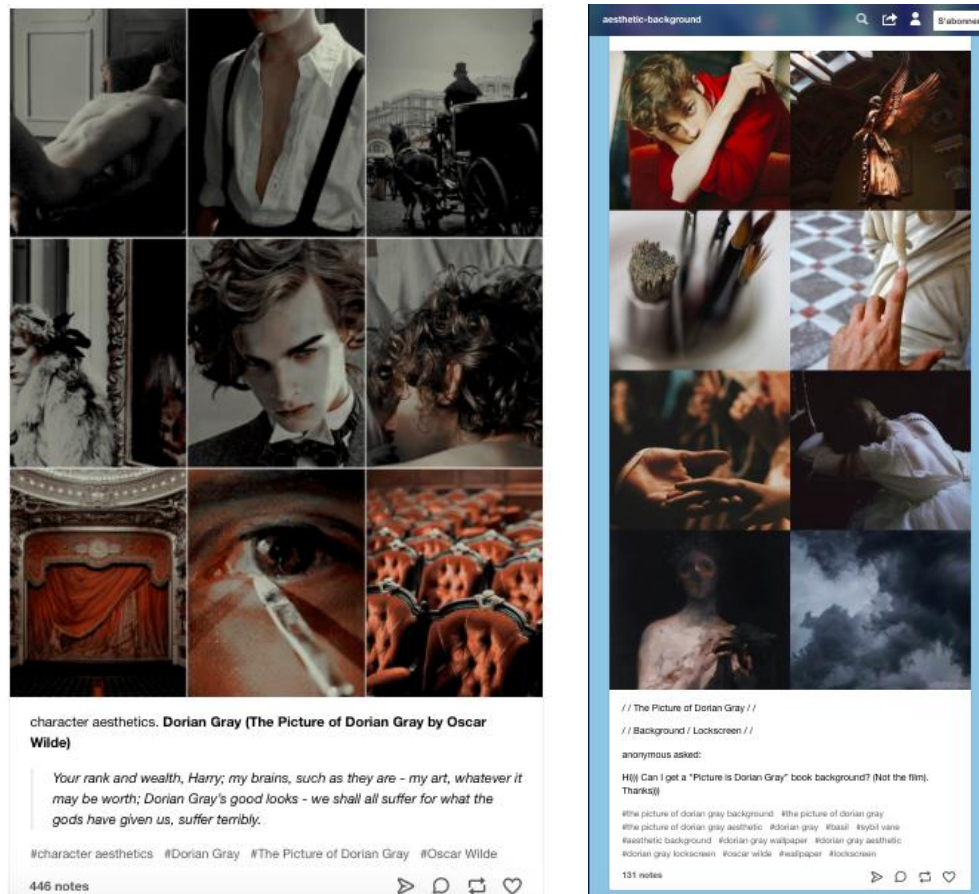 character aesthetics. Dorian Gray (The Picture of Dorian Gray by Oscar
Wilde)
Your rank and wealth, Harry; my brains, such as they are - my art, whatever it
may be worth; Dorian Gray's good looks - we shall all suffer for what the
gods have given us, suffer terribly.
#character aesthetics #Dorian Gray #The Picture of Dorian Gray #Oscar Wilde
446 notes
aesthetic-background
S'abonner
/ / The Picture of Dorian Gray / /
/ / Background / Lockscreen / /
anonymous asked:
Hi))) Can I get a "Picture is Dorian Gray" book background? (Not the film).
Thanks)))
#the picture of dorian gray background #the picture of dorian gray
#the picture of dorian gray aesthetic #dorian gray #basil #sybil vane
#aesthetic background #dorian gray wallpaper #dorian gray aesthetic
#dorian gray lockscreen #oscar wilde #wallpaper #lockscreen
131 notes